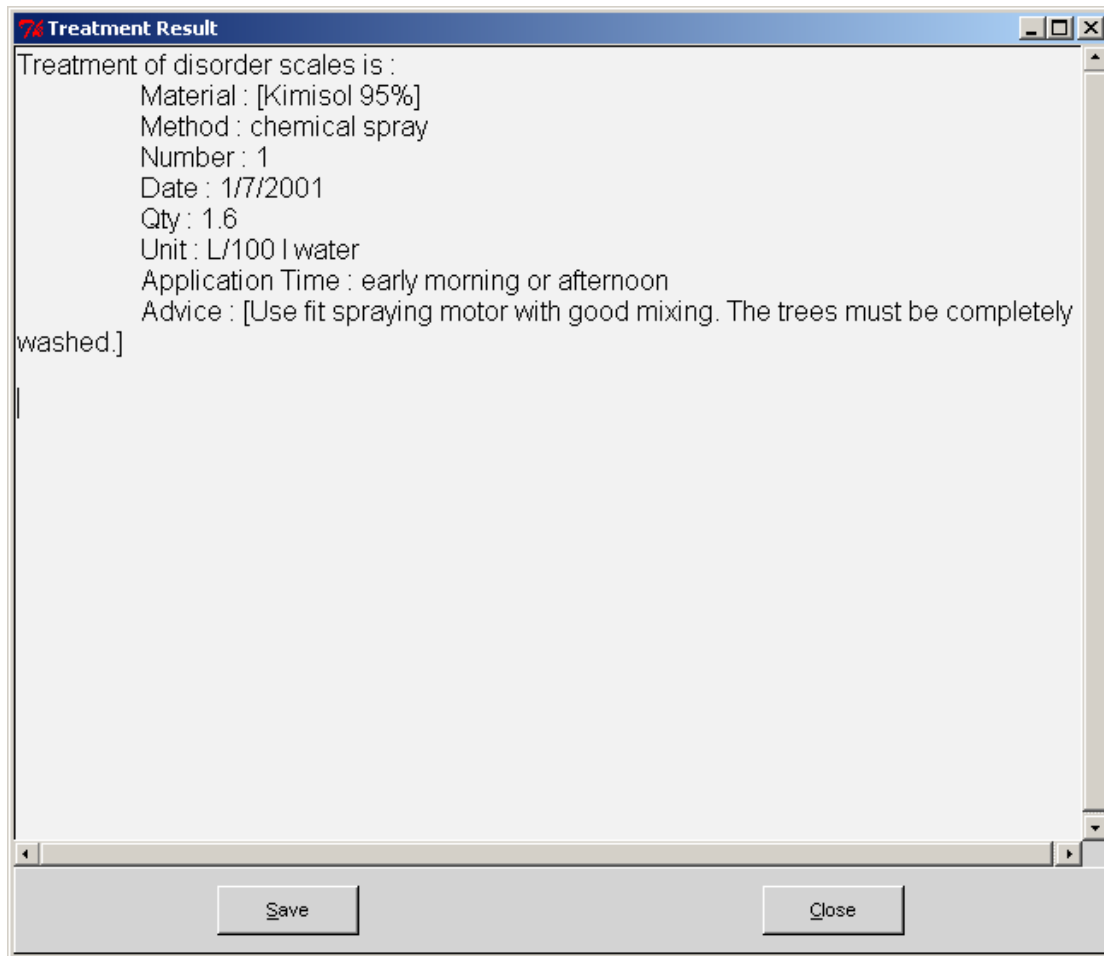 Treatment Result
Treatment of disorder scales is :
Material : [Kimisol 95%]
Method : chemical spray
Number : 1
Date : 1/7/2001
Qty : 1.6
Unit : L/100 l water
Application Time : early morning or afternoon
Advice : [Use fit spraying motor with good mixing. The trees must be completely
washed.]
Save
Close